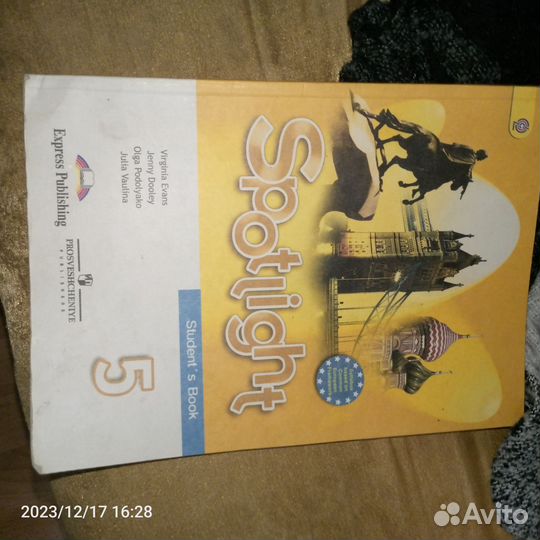 Virginia Evans
Jenny Dooley
Olga Podolyako
Julia Vaulina
Spotlight
Student's Book
5
Express Publishing
PROSVESHCHENIYE
PUBLISHERS
2023/12/17 16:28
Avito